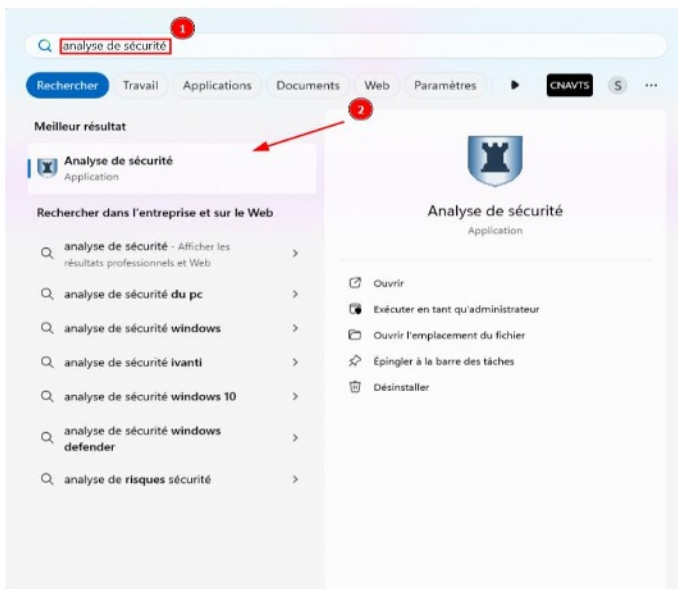 1
analyse de sécurité
Rechercher Travail Applications Documents Web Paramètres CNAVTS S ...
2
Meilleur résultat
Analyse de sécurité
Application
Rechercher dans l'entreprise et sur le Web
analyse de sécurité - Afficher les
résultats professionnels et Web
analyse de sécurité du pc
analyse de sécurité windows
analyse de sécurité ivanti
analyse de sécurité windows 10
analyse de sécurité windows
defender
analyse de risques sécurité
Analyse de sécurité
Application
Ouvrir
Exécuter en tant qu'administrateur
Ouvrir l'emplacement du fichier
Épingler à la barre des tâches
Désinstaller